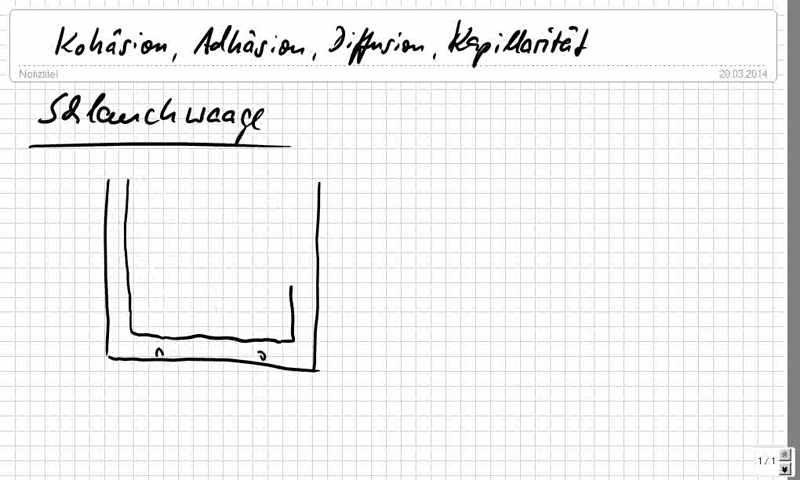 Kohäsion, Adhäsion, Diffusion, Kapillarität
Notiztitel
20.03.2014
Schlauchwaage
1/1